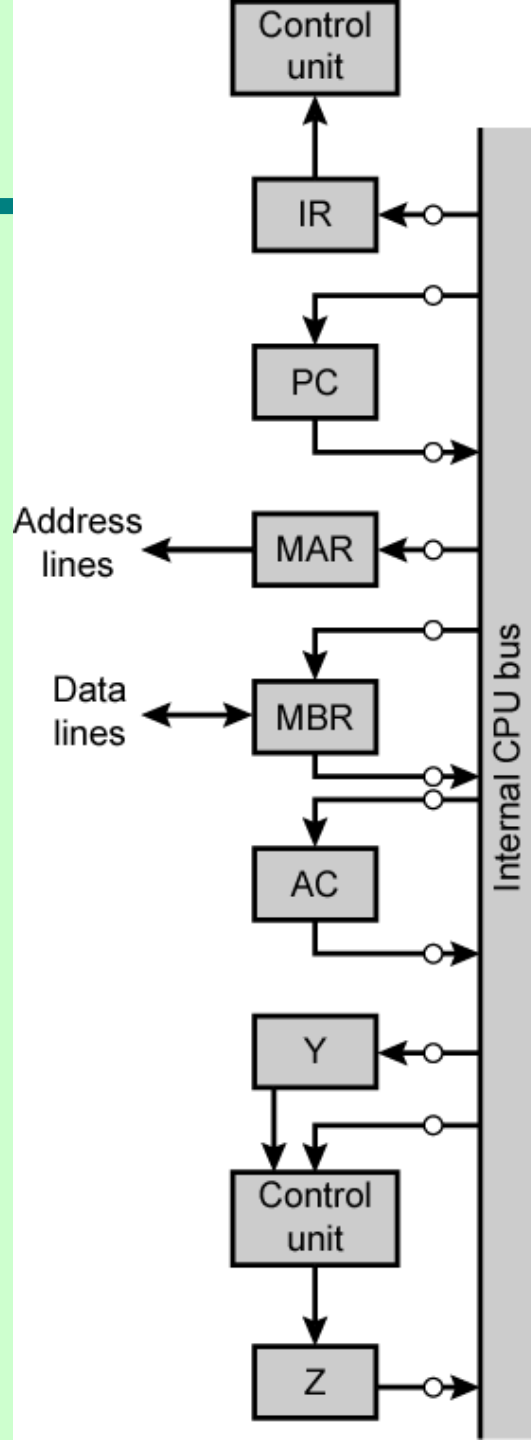 Control
unit
IR
PC
Address
lines
MAR
Data
lines
MBR
Internal CPU bus
AC
Y
Control
unit
Z